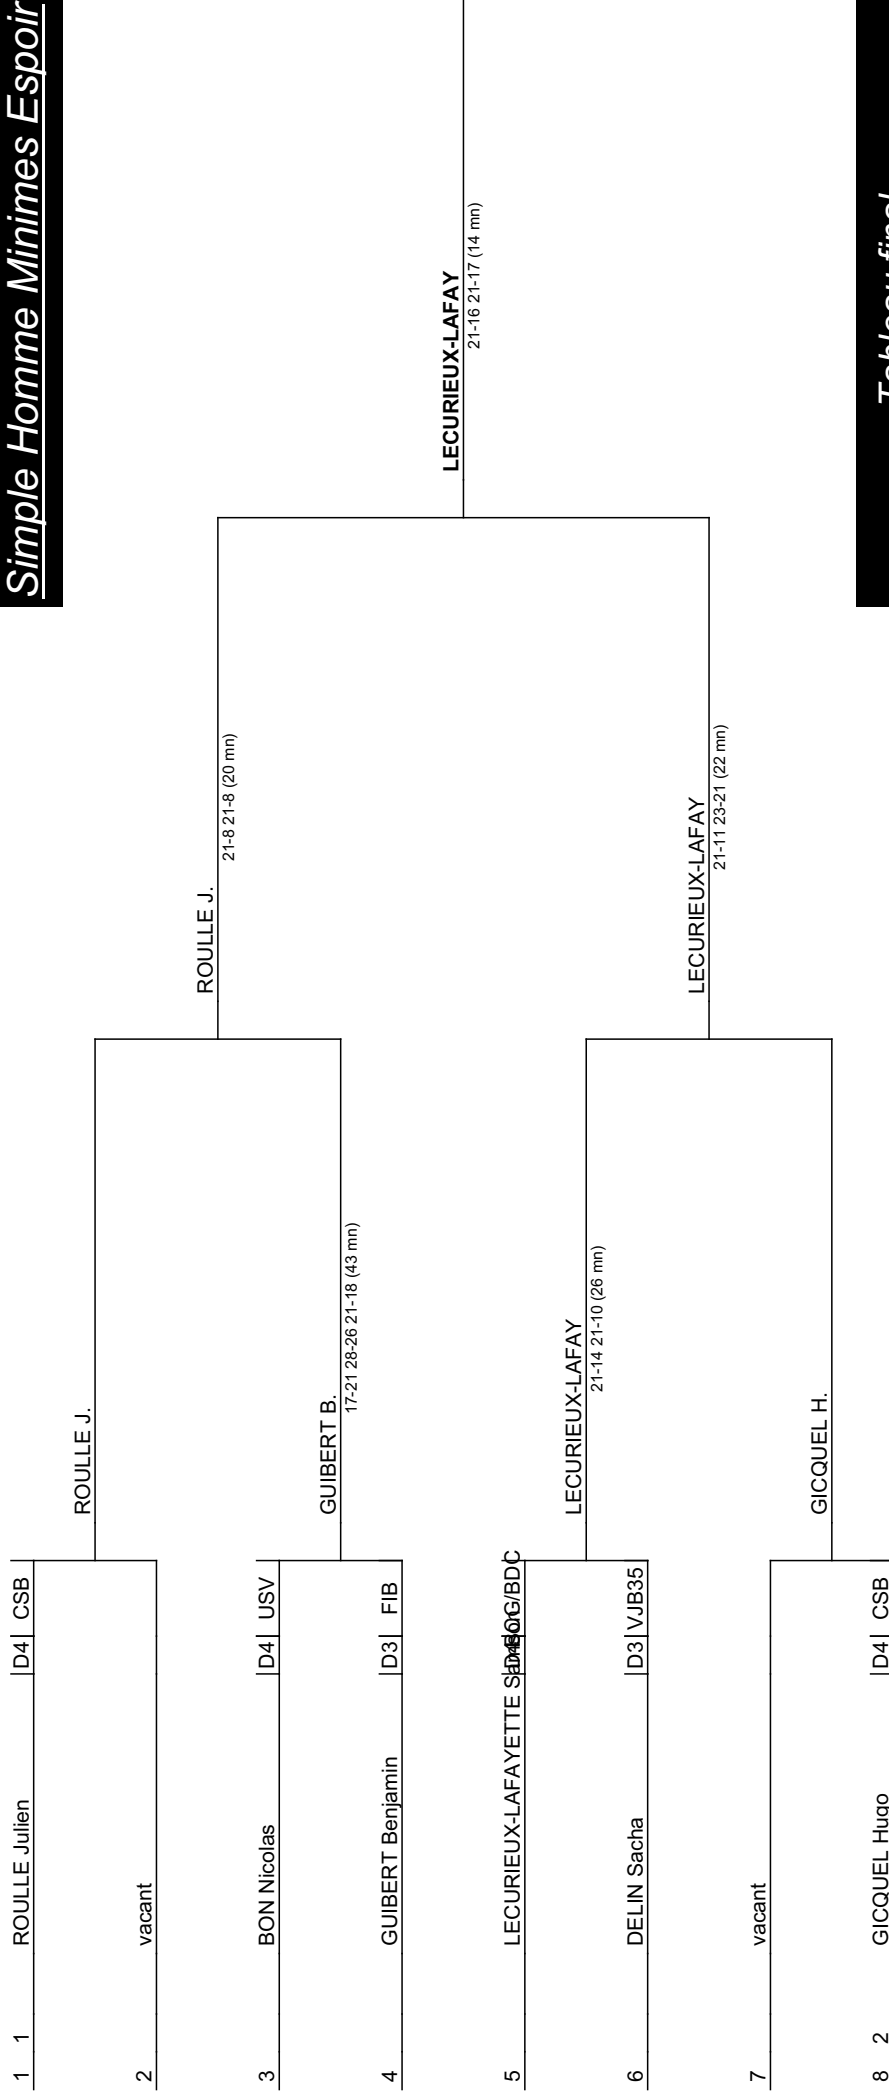 Simple Homme Minimes Espoir
1 1 ROULLE Julien D4 CSB
ROULLE J.
2 vacant
ROULLE J.
21-8 21-8 (20 mn)
3 BON Nicolas D4 USV
GUIBERT B.
17-21 28-26 21-18 (43 mn)
4 GUIBERT Benjamin D3 FIB
LECURIEUX-LAFAY
21-16 21-17 (14 mn)
5 LECURIEUX-LAFAYETTE /BDC
LECURIEUX-LAFAY
21-14 21-10 (26 mn)
6 DELIN Sacha D3 VJB35
LECURIEUX-LAFAY
21-11 23-21 (22 mn)
7 vacant
GICQUEL H.
8 2 GICQUEL Hugo D4 CSB